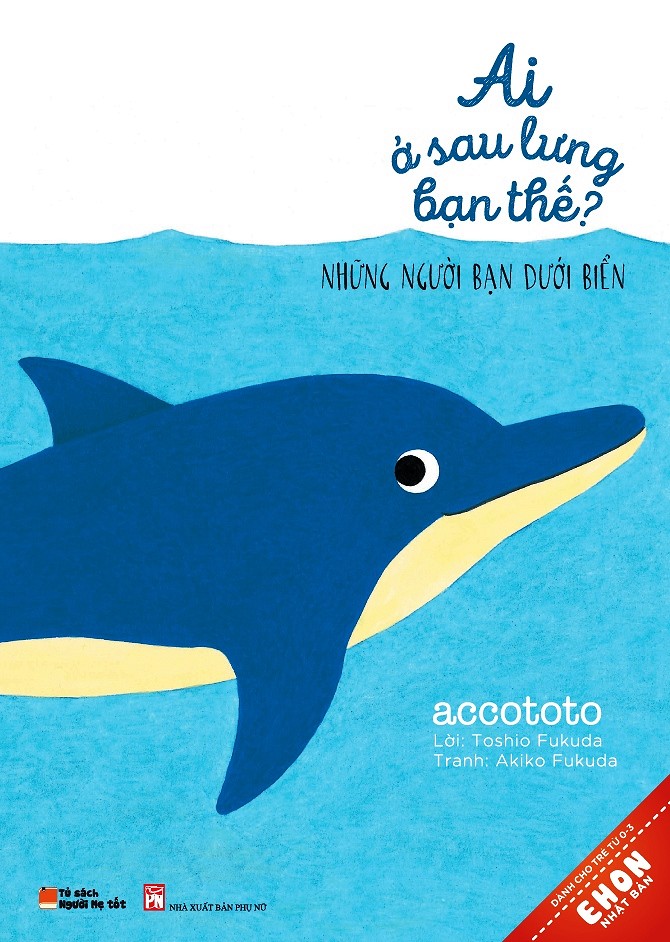 Ai
ở sau lưng
bạn thế?
NHỮNG NGƯỜI BẠN DƯỚI BIỂN
accototo
Lời: Toshio Fukuda
Tranh: Akiko Fukuda
DÀNH CHO TRẺ TỪ 0-3
EHON
NHẬT BẢN
Tủ sách
Người Mẹ tốt
PN
NHÀ XUẤT BẢN PHỤ NỮ